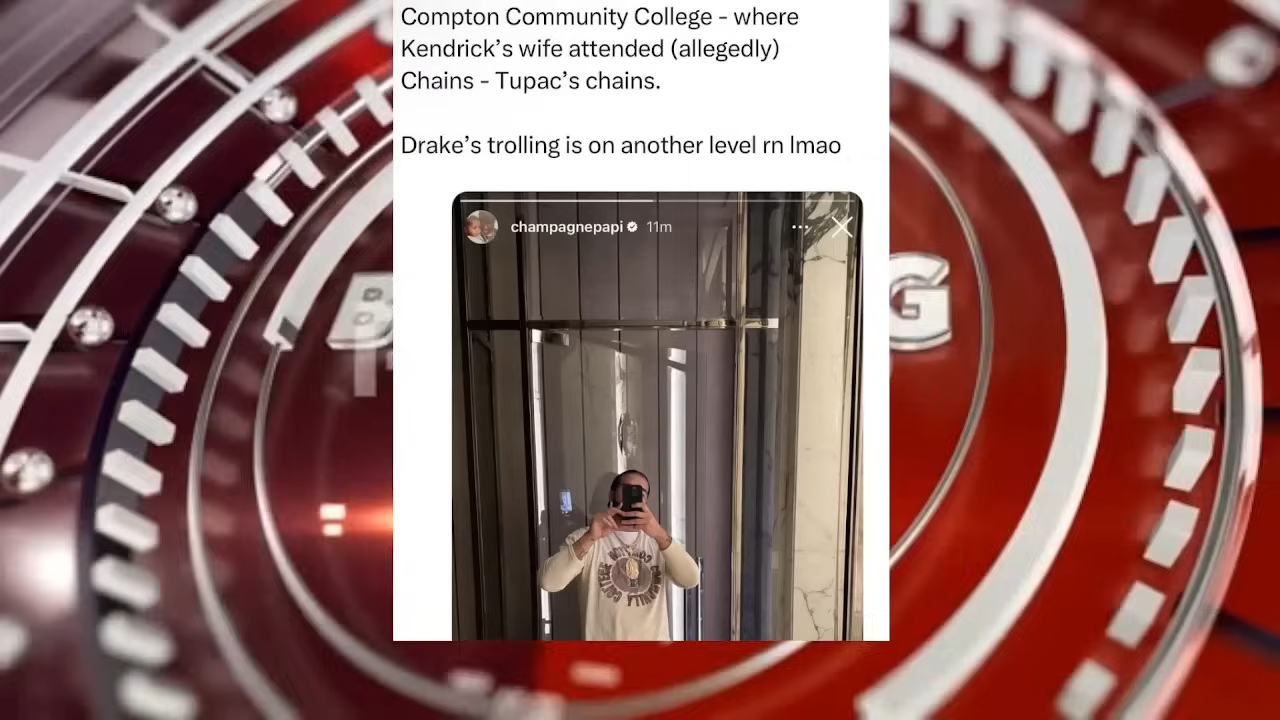 Compton Community College - where
Kendrick’s wife attended (allegedly)
Chains - Tupac’s chains.
Drake’s trolling is on another level rn lmao
champagnepapi 11m
G